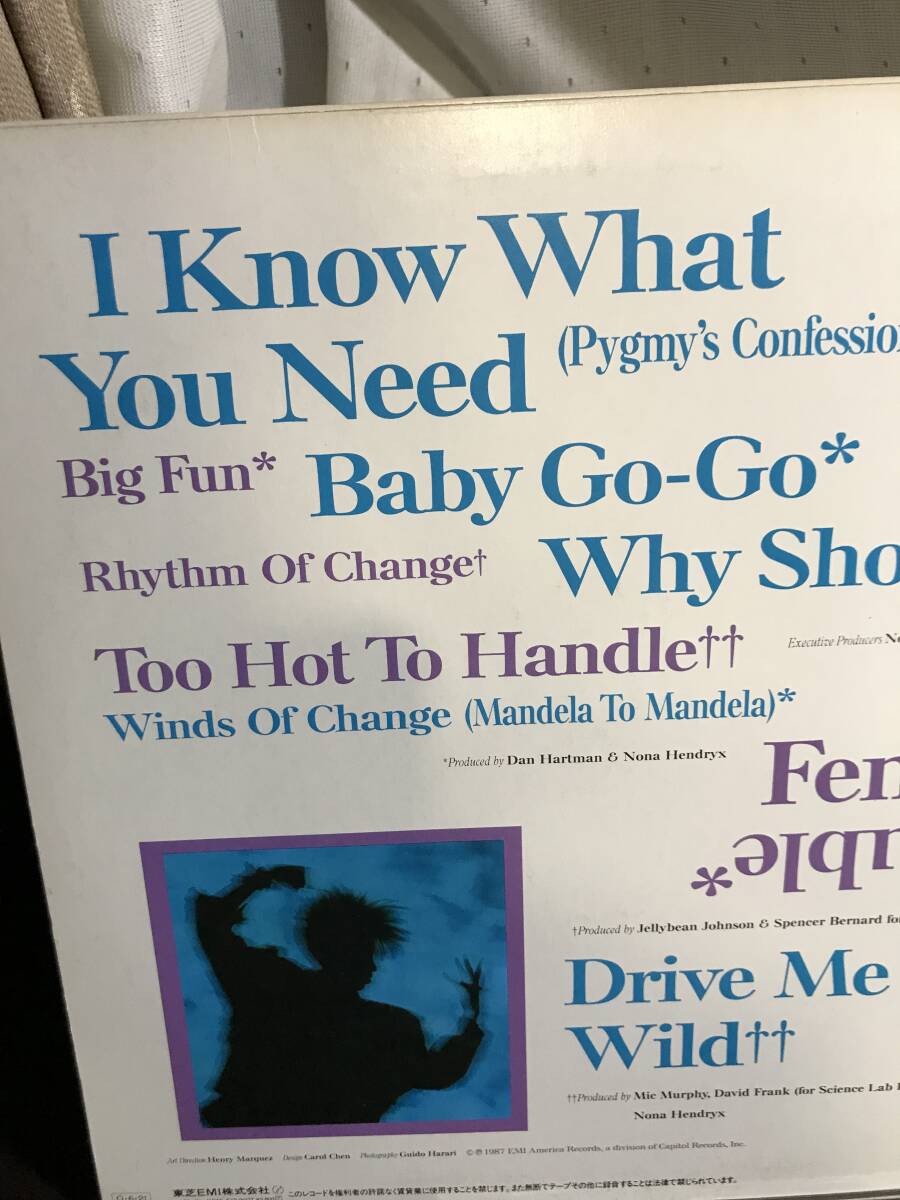 I Know What
You Need (Pygmy's Confessio
Big Fun* Baby Go-Go*
Rhythm Of Change† Why Sho
Too Hot To Handle††
Executive Producers
Winds Of Change (Mandela To Mandela)*
*Produced by Dan Hartman & Nona Hendryx
Fem
uble*
†Produced by Jellybean Johnson & Spencer Bernard fo
Drive Me
Wild††
††Produced by Mic Murphy, David Frank (for Science Lab
Nona Hendryx
Art Direction Henry Marquez Design Carol Chen Photography Guido Harari ©℗ 1987 EMI America Records, a division of Capitol Records, Inc.
東芝EMI株式会社 このレコードを権利者の許諾なく賃貸業に使用することを禁じます。また無断でテープその他に録音することは法律で禁じられています。